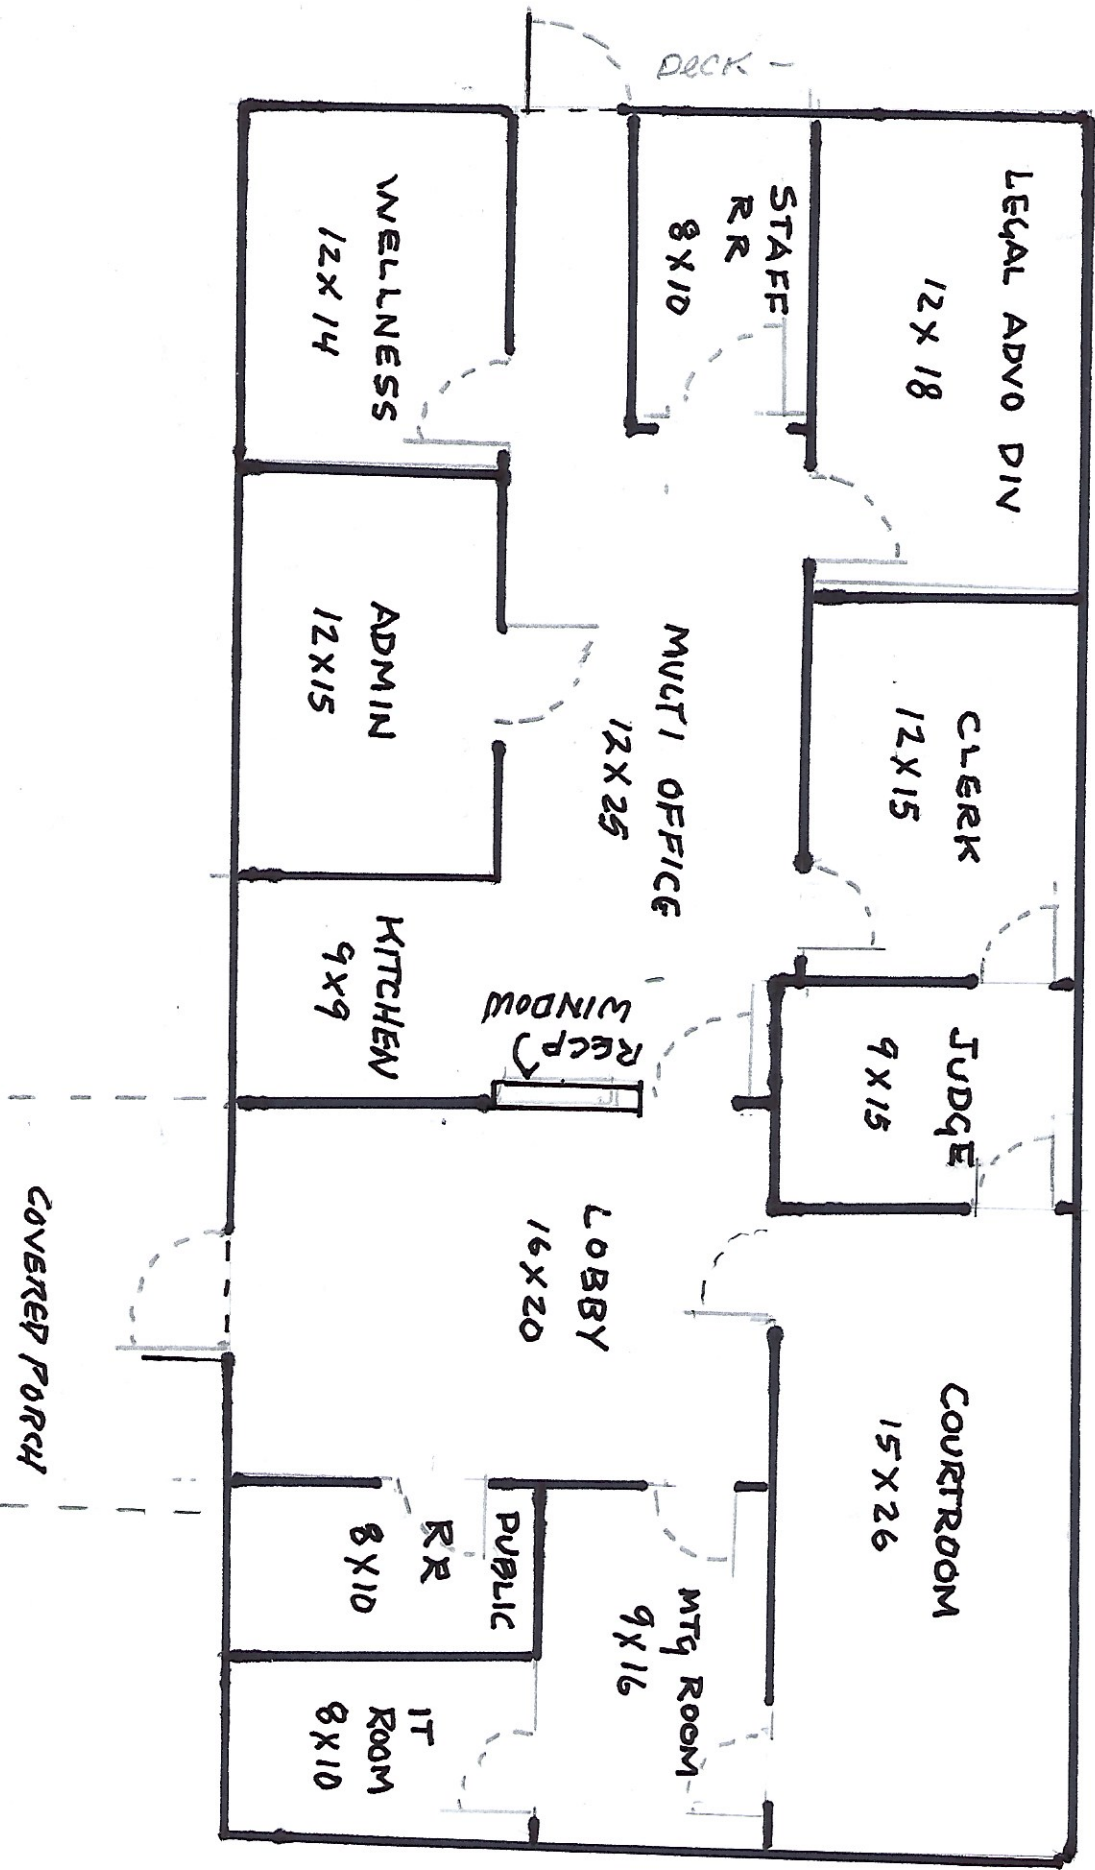 DECK -
LEGAL ADVO DIV
12 X 18
STAFF
RR
8 X 10
WELLNESS
12 X 14
CLERK
12 X 15
MULTI OFFICE
12 X 25
ADMIN
12 X 15
KITCHEN
9 X 9
RECP
WINDOW
JUDGE
9 X 15
LOBBY
16 X 20
COVERED PORCH
COURTROOM
15 X 26
MTG ROOM
9 X 16
PUBLIC
RR
8 X 10
IT
ROOM
8 X 10